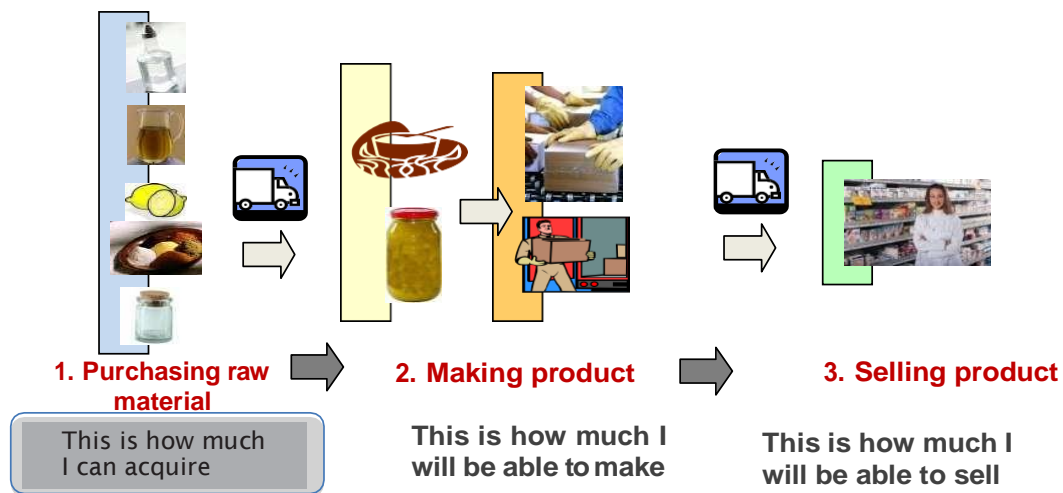 1. Purchasing raw
material
2. Making product
3. Selling product
This is how much
I can acquire
This is how much I
will be able to make
This is how much I
will be able to sell